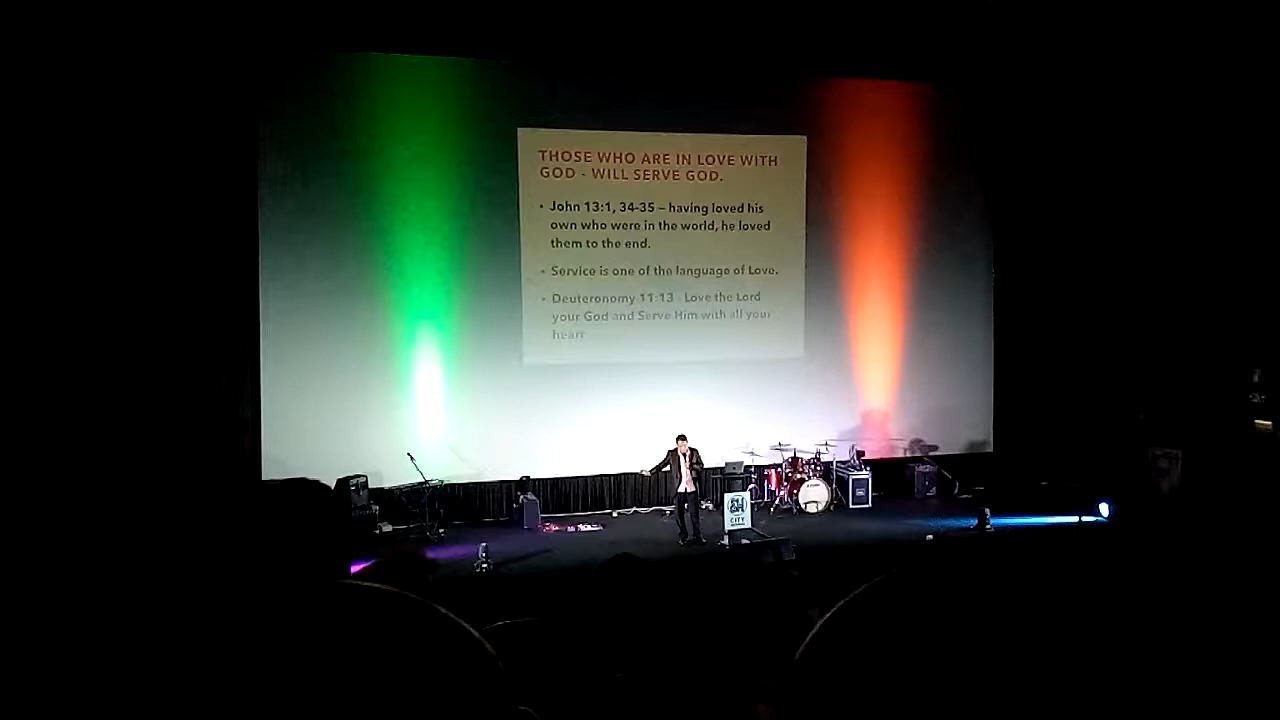 THOSE WHO ARE IN LOVE WITH
GOD - WILL SERVE GOD.
• John 13:1, 34-35 – having loved his
own who were in the world, he loved
them to the end.
• Service is one of the language of Love.
• Deuteronomy 11:13 - Love the Lord
your God and Serve Him with all your
heart
SM
CITY